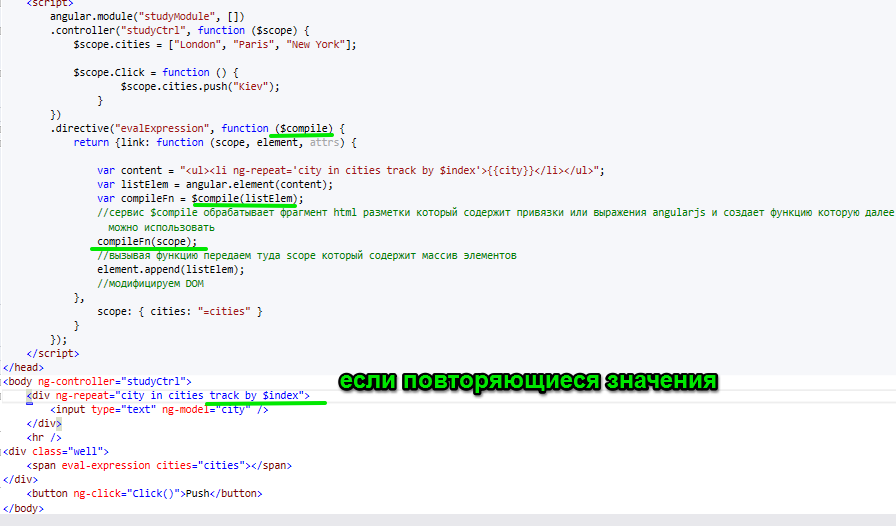 <script>
angular.module("studyModule", [])
.controller("studyCtrl", function ($scope) {
$scope.cities = ["London", "Paris", "New York"];
$scope.Click = function () {
$scope.cities.push("Kiev");
}
})
.directive("evalExpression", function ($compile) {
return {link: function (scope, element, attrs) {
var content = "<ul><li ng-repeat='city in cities track by $index'>{{city}}</li></ul>";
var listElem = angular.element(content);
var compileFn = $compile(listElem);
//сервис $compile обрабатывает фрагмент html разметки который содержит привязки или выражения angularjs и создает функцию которую далее
можно использовать
compileFn(scope);
//вызывая функцию передаем туда scope который содержит массив элементов
element.append(listElem);
//модифицируем DOM
},
scope: { cities: "=cities" }
}
});
</script>
</head>
если повторяющиеся значения
<body ng-controller="studyCtrl">
<div ng-repeat="city in cities track by $index">
<input type="text" ng-model="city" />
</div>
<hr />
<div class="well">
<span eval-expression cities="cities"></span>
</div>
<button ng-click="Click()">Push</button>
</body>